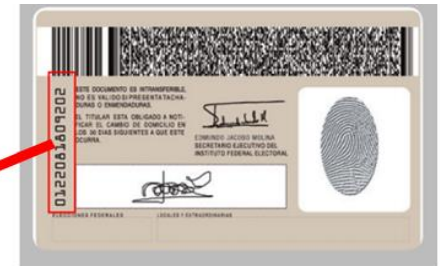 0122081809202
ESTE DOCUMENTO ES INTRANSFERIBLE,
NO ES VALIDO SI PRESENTA TACHA-
DURAS O ENMENDADURAS.
EL TITULAR ESTA OBLIGADO A NOTI-
FICAR EL CAMBIO DE DOMICILIO EN
LOS 30 DIAS SIGUIENTES A QUE ESTE
OCURRA.
EDMUNDO JACOBO MOLINA
SECRETARIO EJECUTIVO DEL
INSTITUTO FEDERAL ELECTORAL
ELECCIONES FEDERALES
LOCALES Y EXTRAORDINARIAS